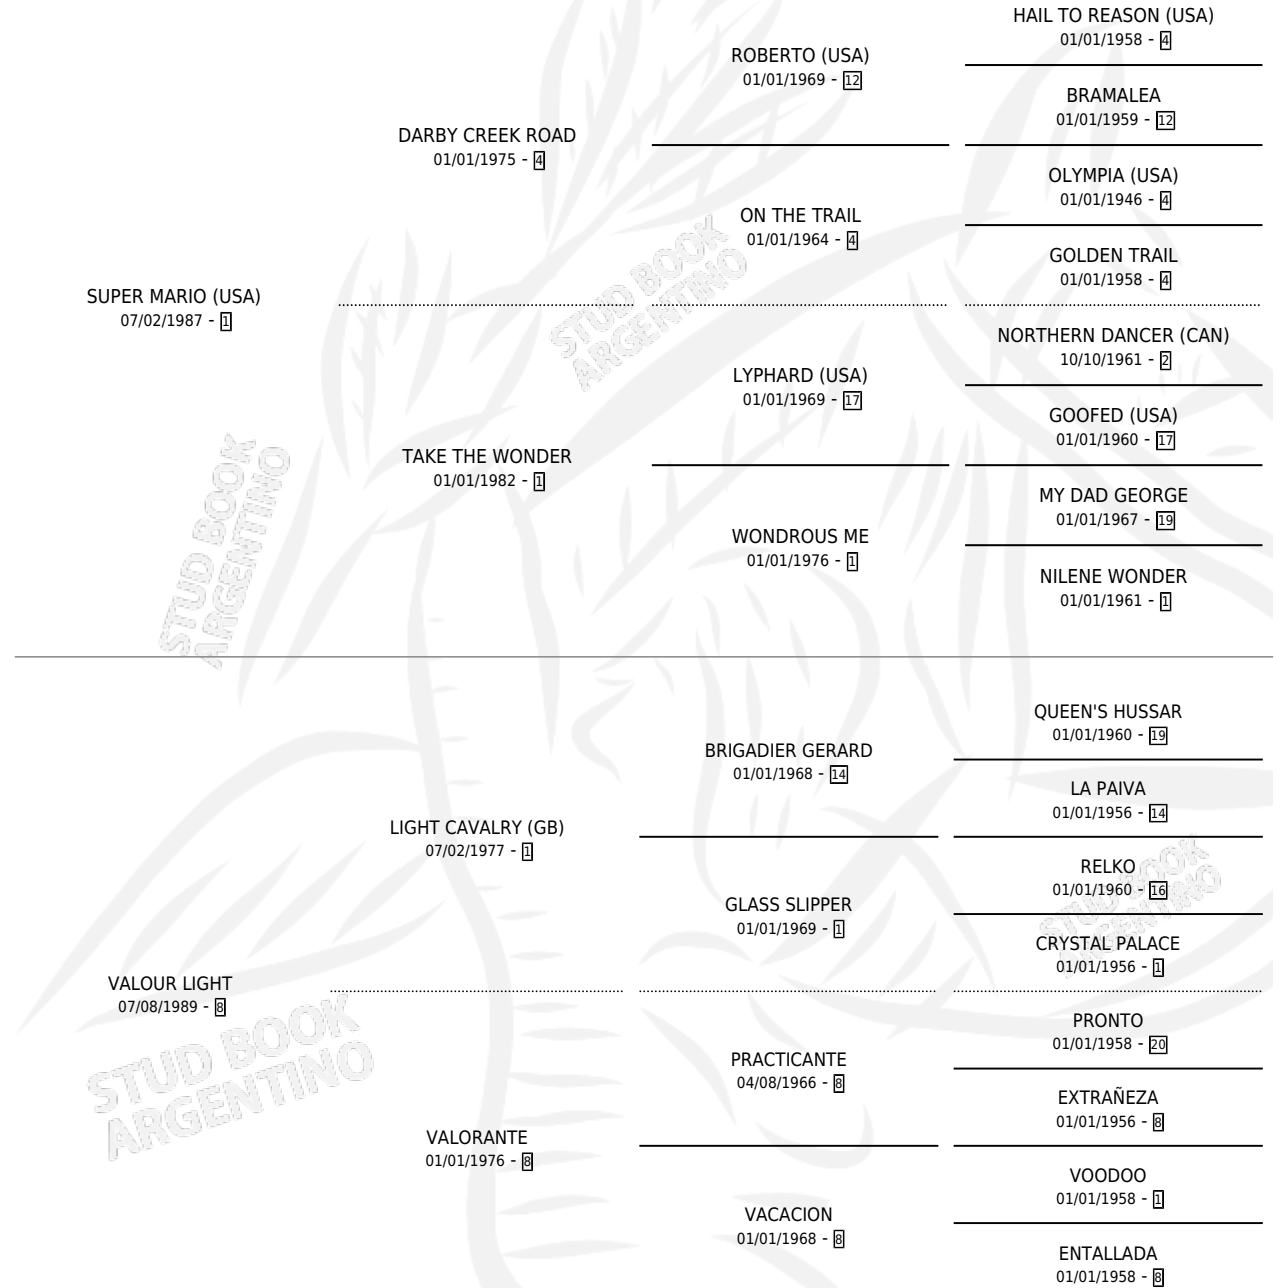 HAIL TO REASON (USA)
01/01/1958 - 4
ROBERTO (USA)
01/01/1969 - 12
BRAMALEA
01/01/1959 - 12
DARBY CREEK ROAD
01/01/1975 - 4
OLYMPIA (USA)
01/01/1946 - 4
ON THE TRAIL
01/01/1964 - 4
GOLDEN TRAIL
01/01/1958 - 4
SUPER MARIO (USA)
07/02/1987 - 1
NORTHERN DANCER (CAN)
10/10/1961 - 2
LYPHARD (USA)
01/01/1969 - 17
GOOFED (USA)
01/01/1960 - 17
TAKE THE WONDER
01/01/1982 - 1
MY DAD GEORGE
01/01/1967 - 19
WONDROUS ME
01/01/1976 - 1
NILENE WONDER
01/01/1961 - 1
QUEEN'S HUSSAR
01/01/1960 - 19
BRIGADIER GERARD
01/01/1968 - 14
LA PAIVA
01/01/1956 - 14
LIGHT CAVALRY (GB)
07/02/1977 - 1
RELKO
01/01/1960 - 16
GLASS SLIPPER
01/01/1969 - 1
CRYSTAL PALACE
01/01/1956 - 1
VALOUR LIGHT
07/08/1989 - 8
PRONTO
01/01/1958 - 20
PRACTICANTE
04/08/1966 - 8
EXTRAÑEZA
01/01/1956 - 8
VALORANTE
01/01/1976 - 8
VOODOO
01/01/1958 - 1
VACACION
01/01/1968 - 8
ENTALLADA
01/01/1958 - 8
STUD BOOK
ARGENTINO
STUD BOOK
ARGENTINO
STUD BOOK
ARGENTINO
STUD BOOK
ARGENTINO